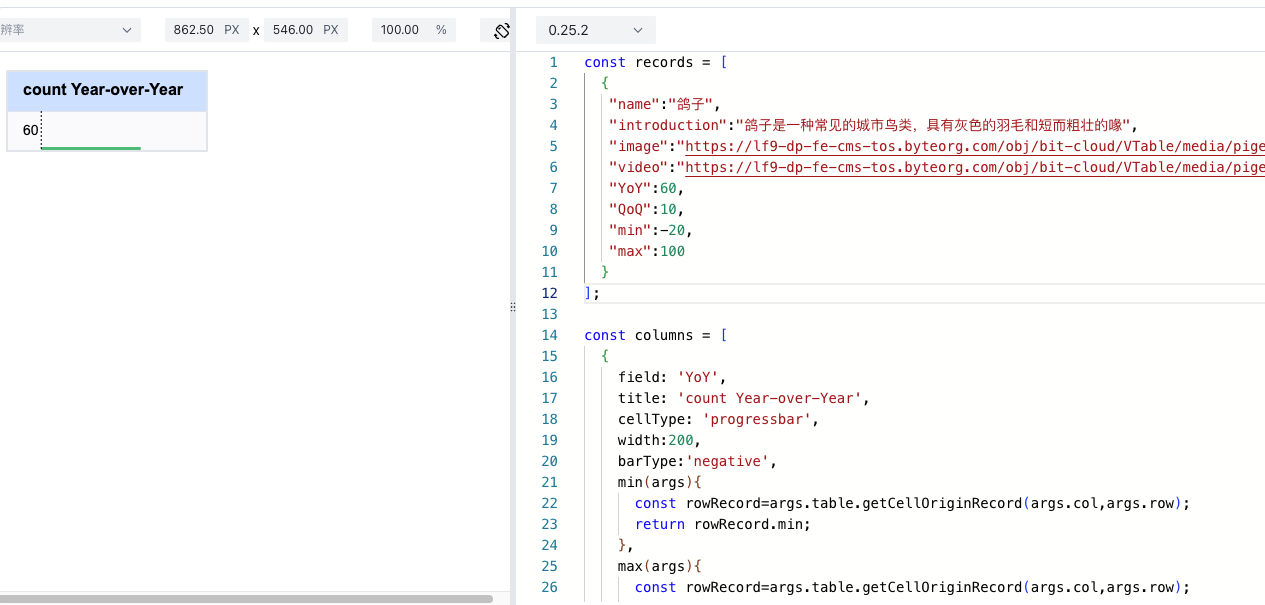 辨率
862.50 PX x 546.00 PX 100.00 %
0.25.2
count Year-over-Year
60
1 const records = [
2 {
3 "name":"鸽子",
4 "introduction":"鸽子是一种常见的城市鸟类，具有灰色的羽毛和短而粗壮的喙",
5 "image":"https://lf9-dp-fe-cms-tos.byteorg.com/obj/bit-cloud/VTable/media/pige
6 "video":"https://lf9-dp-fe-cms-tos.byteorg.com/obj/bit-cloud/VTable/media/pige
7 "YoY":60,
8 "QoQ":10,
9 "min":-20,
10 "max":100
11 }
12 ];
13
14 const columns = [
15 {
16 field: 'YoY',
17 title: 'count Year-over-Year',
18 cellType: 'progressbar',
19 width:200,
20 barType:'negative',
21 min(args){
22 const rowRecord=args.table.getCellOriginRecord(args.col,args.row);
23 return rowRecord.min;
24 },
25 max(args){
26 const rowRecord=args.table.getCellOriginRecord(args.col,args.row);